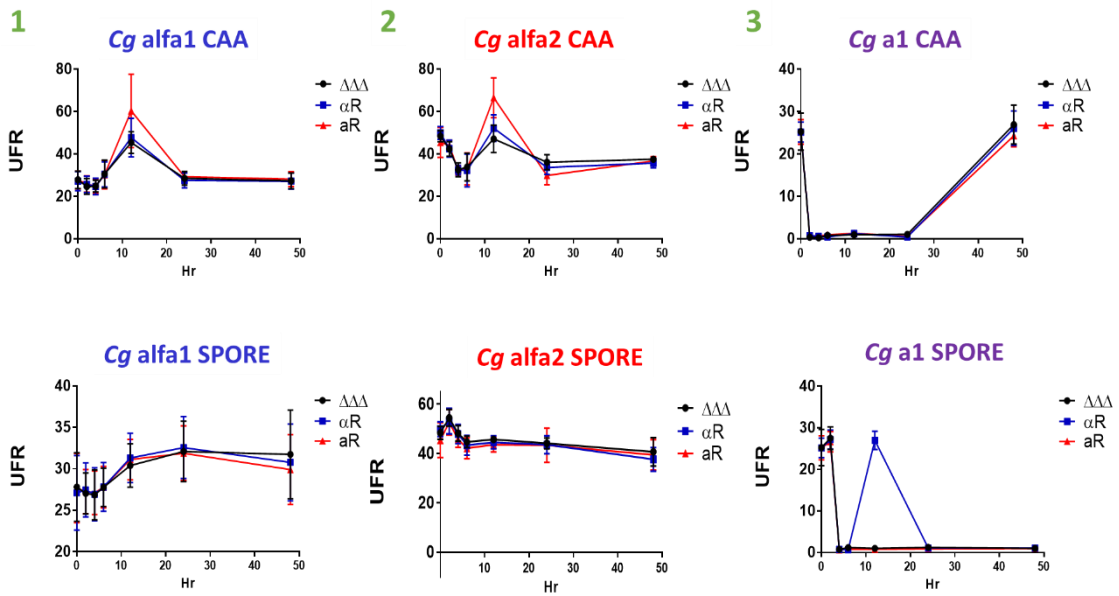 1
Cg alfa1 CAA
80
60
40
20
0
UFR
0 10 20 30 40 50
Hr
ΔΔΔ
αR
aR
2
Cg alfa2 CAA
80
60
40
20
0
UFR
0 10 20 30 40 50
Hr
ΔΔΔ
αR
aR
3
Cg a1 CAA
40
30
20
10
0
UFR
0 10 20 30 40 50
Hr
ΔΔΔ
αR
aR
Cg alfa1 SPORE
40
35
30
25
20
UFR
0 10 20 30 40 50
Hr
ΔΔΔ
αR
aR
Cg alfa2 SPORE
60
40
20
0
UFR
10 20 30 40 50
Hr
ΔΔΔ
αR
aR
Cg a1 SPORE
40
30
20
10
0
UFR
0 10 20 30 40 50
Hr
ΔΔΔ
αR
aR